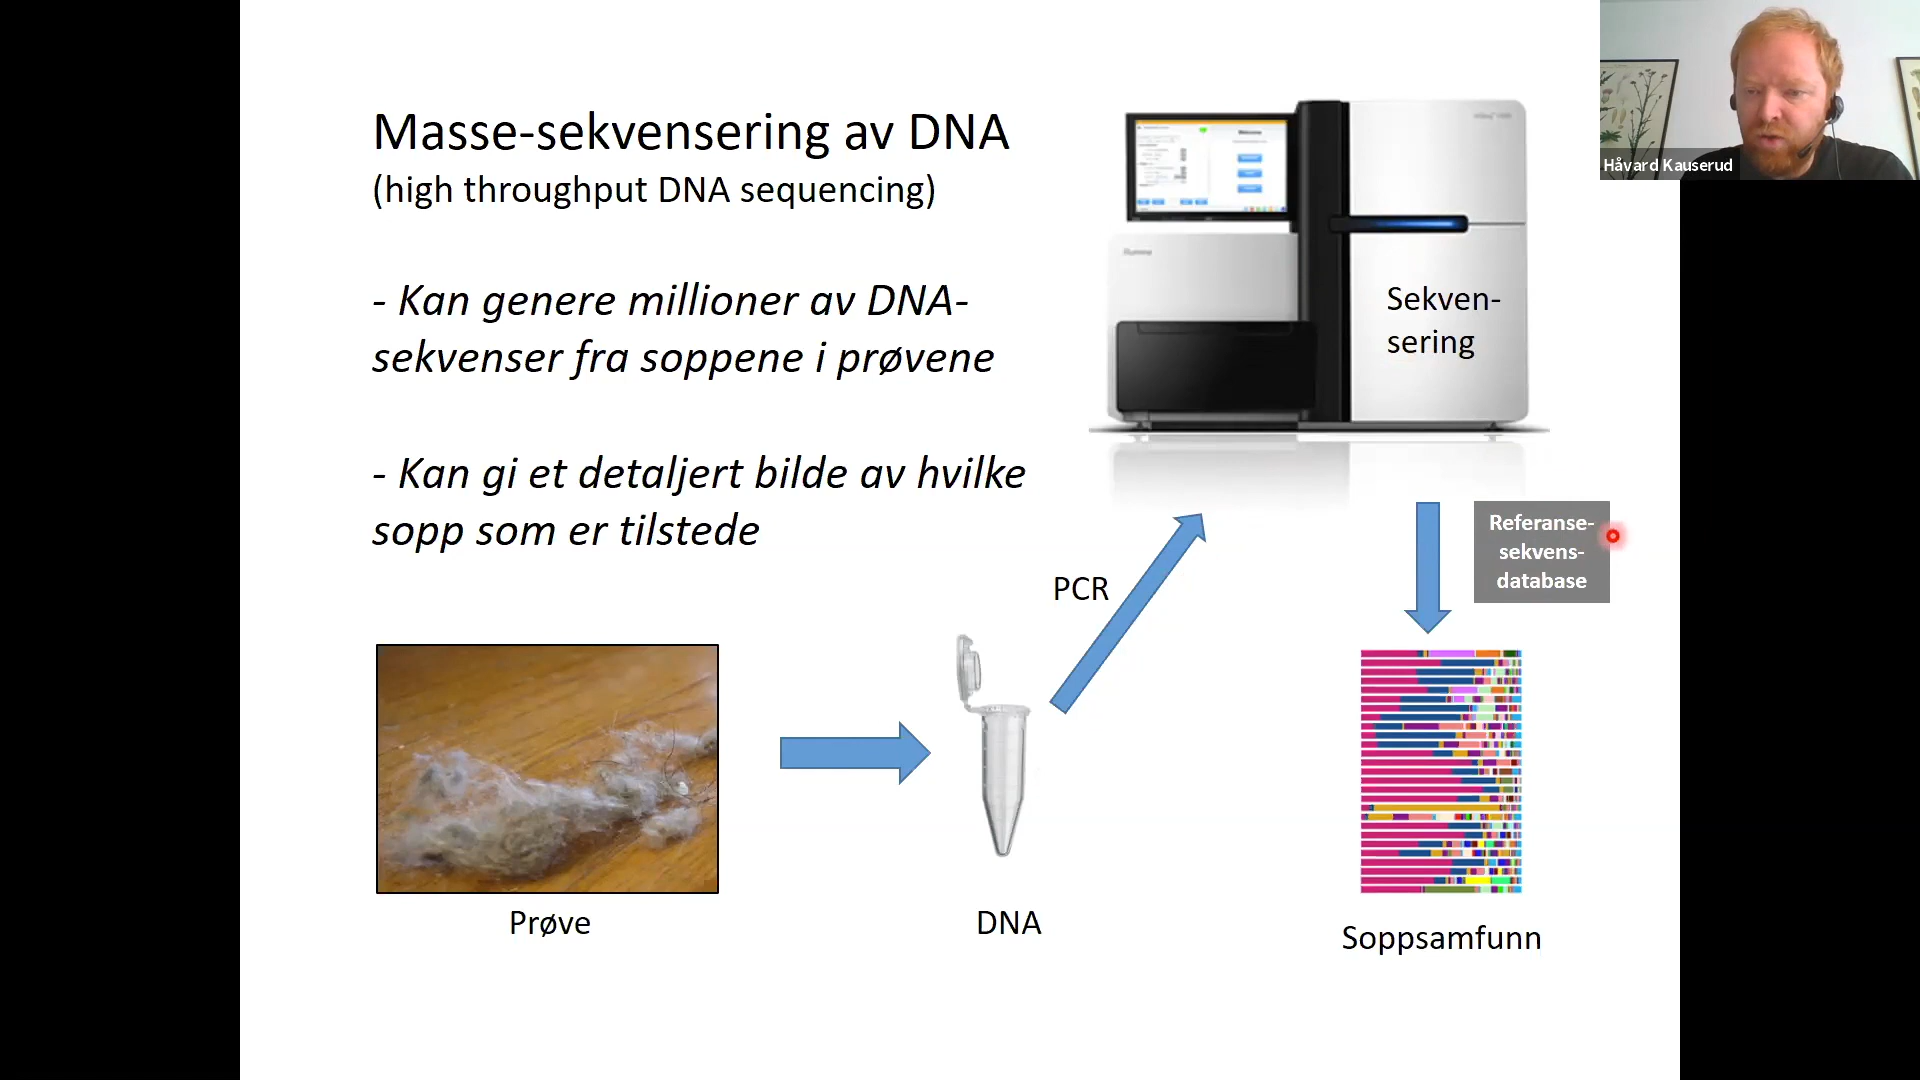 Masse-sekvensering av DNA
(high throughput DNA sequencing)
- Kan genere millioner av DNA-
sekvenser fra soppene i prøvene
- Kan gi et detaljert bilde av hvilke
sopp som er tilstede
Sekven-
sering
Håvard Kauserud
Referanse-
sekvens-
database
PCR
Prøve
DNA
Soppsamfunn